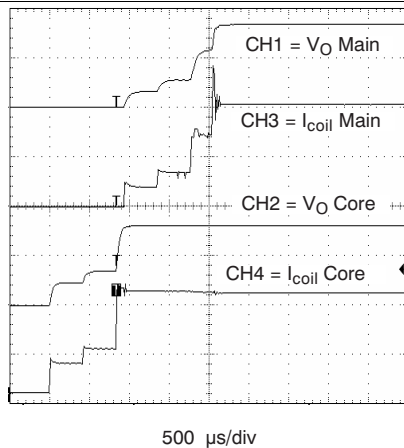 CH1 = VO Main
CH3 = Icoil Main
CH2 = VO Core
CH4 = Icoil Core
500 µs/div